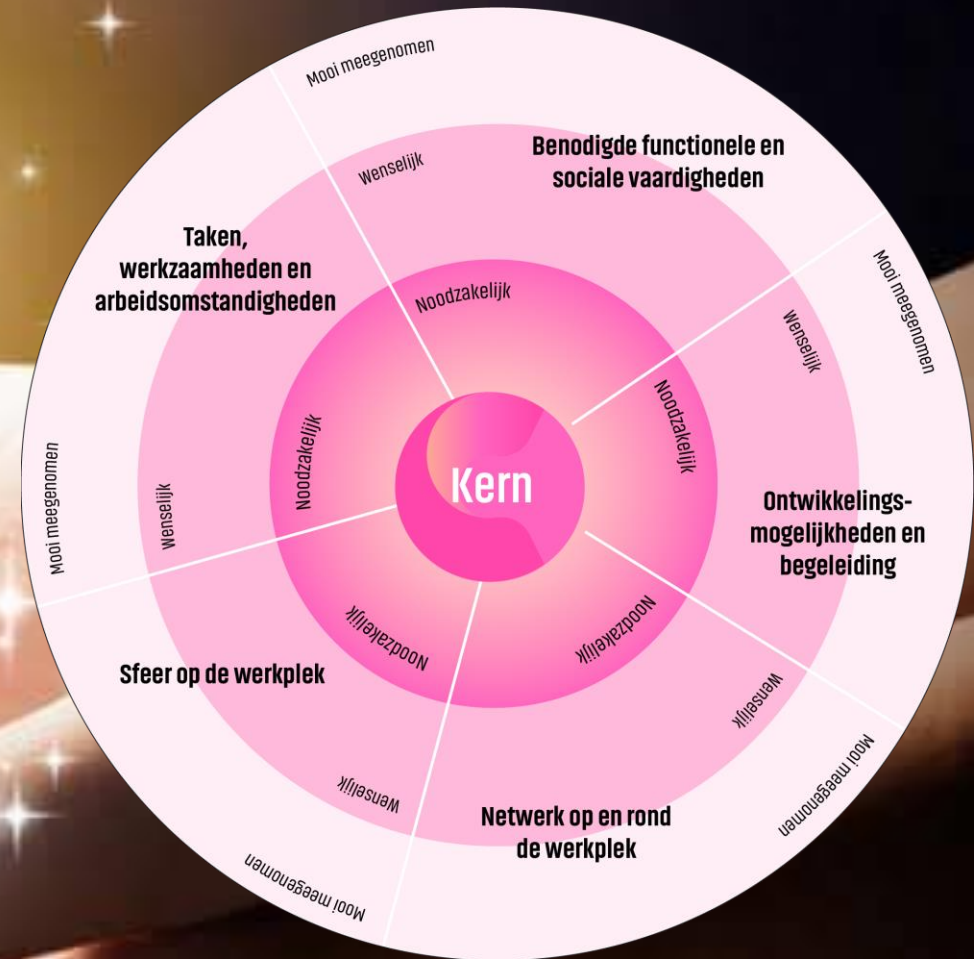 Mooi meegenomen
Wenselijk
Noodzakelijk
Benodigde functionele en
sociale vaardigheden
Mooi meegenomen
Wenselijk
Noodzakelijk
Ontwikkelings-
mogelijkheden en
begeleiding
Mooi meegenomen
Wenselijk
Noodzakelijk
Netwerk op en rond
de werkplek
Mooi meegenomen
Wenselijk
Noodzakelijk
Sfeer op de werkplek
Mooi meegenomen
Wenselijk
Noodzakelijk
Taken,
werkzaamheden en
arbeidsomstandigheden
Kern